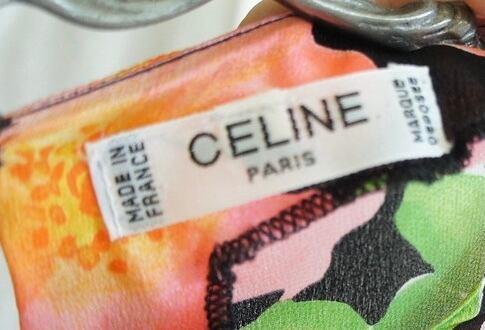 MADE IN
FRANCE
CELINE
PARIS
MARQUE
DEPOSEE